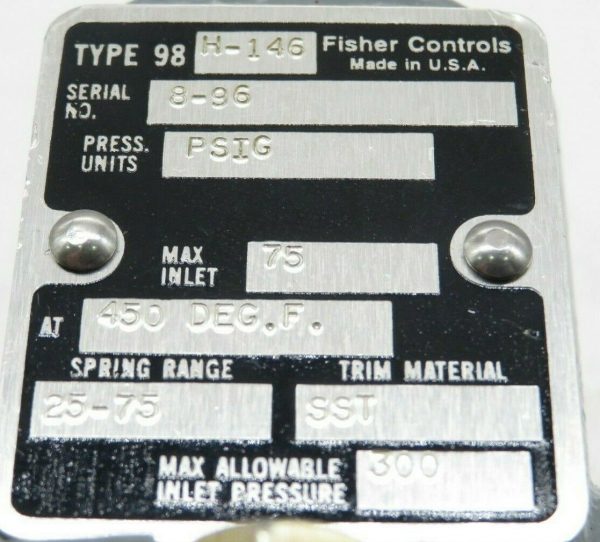 TYPE 98 H-146 Fisher Controls
Made in U.S.A.
SERIAL NO. 8-96
PRESS. UNITS PSIG
MAX INLET 75
AT 450 DEG.F.
SPRING RANGE TRIM MATERIAL
25-75 SST
MAX ALLOWABLE INLET PRESSURE 300